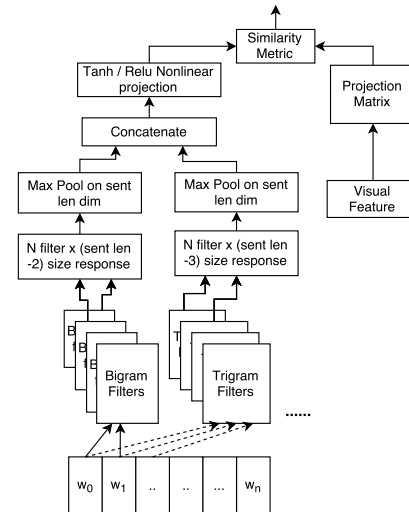 Similarity
Metric
Tanh / Relu Nonlinear
projection
Projection
Matrix
Concatenate
Max Pool on sent
len dim
Max Pool on sent
len dim
Visual
Feature
N filter x (sent len
-2) size response
N filter x (sent len
-3) size response
B
f
B
f
B
f
Bigram
Filters
T
Trigram
Filters
......
w0
w1
..
..
...
wn